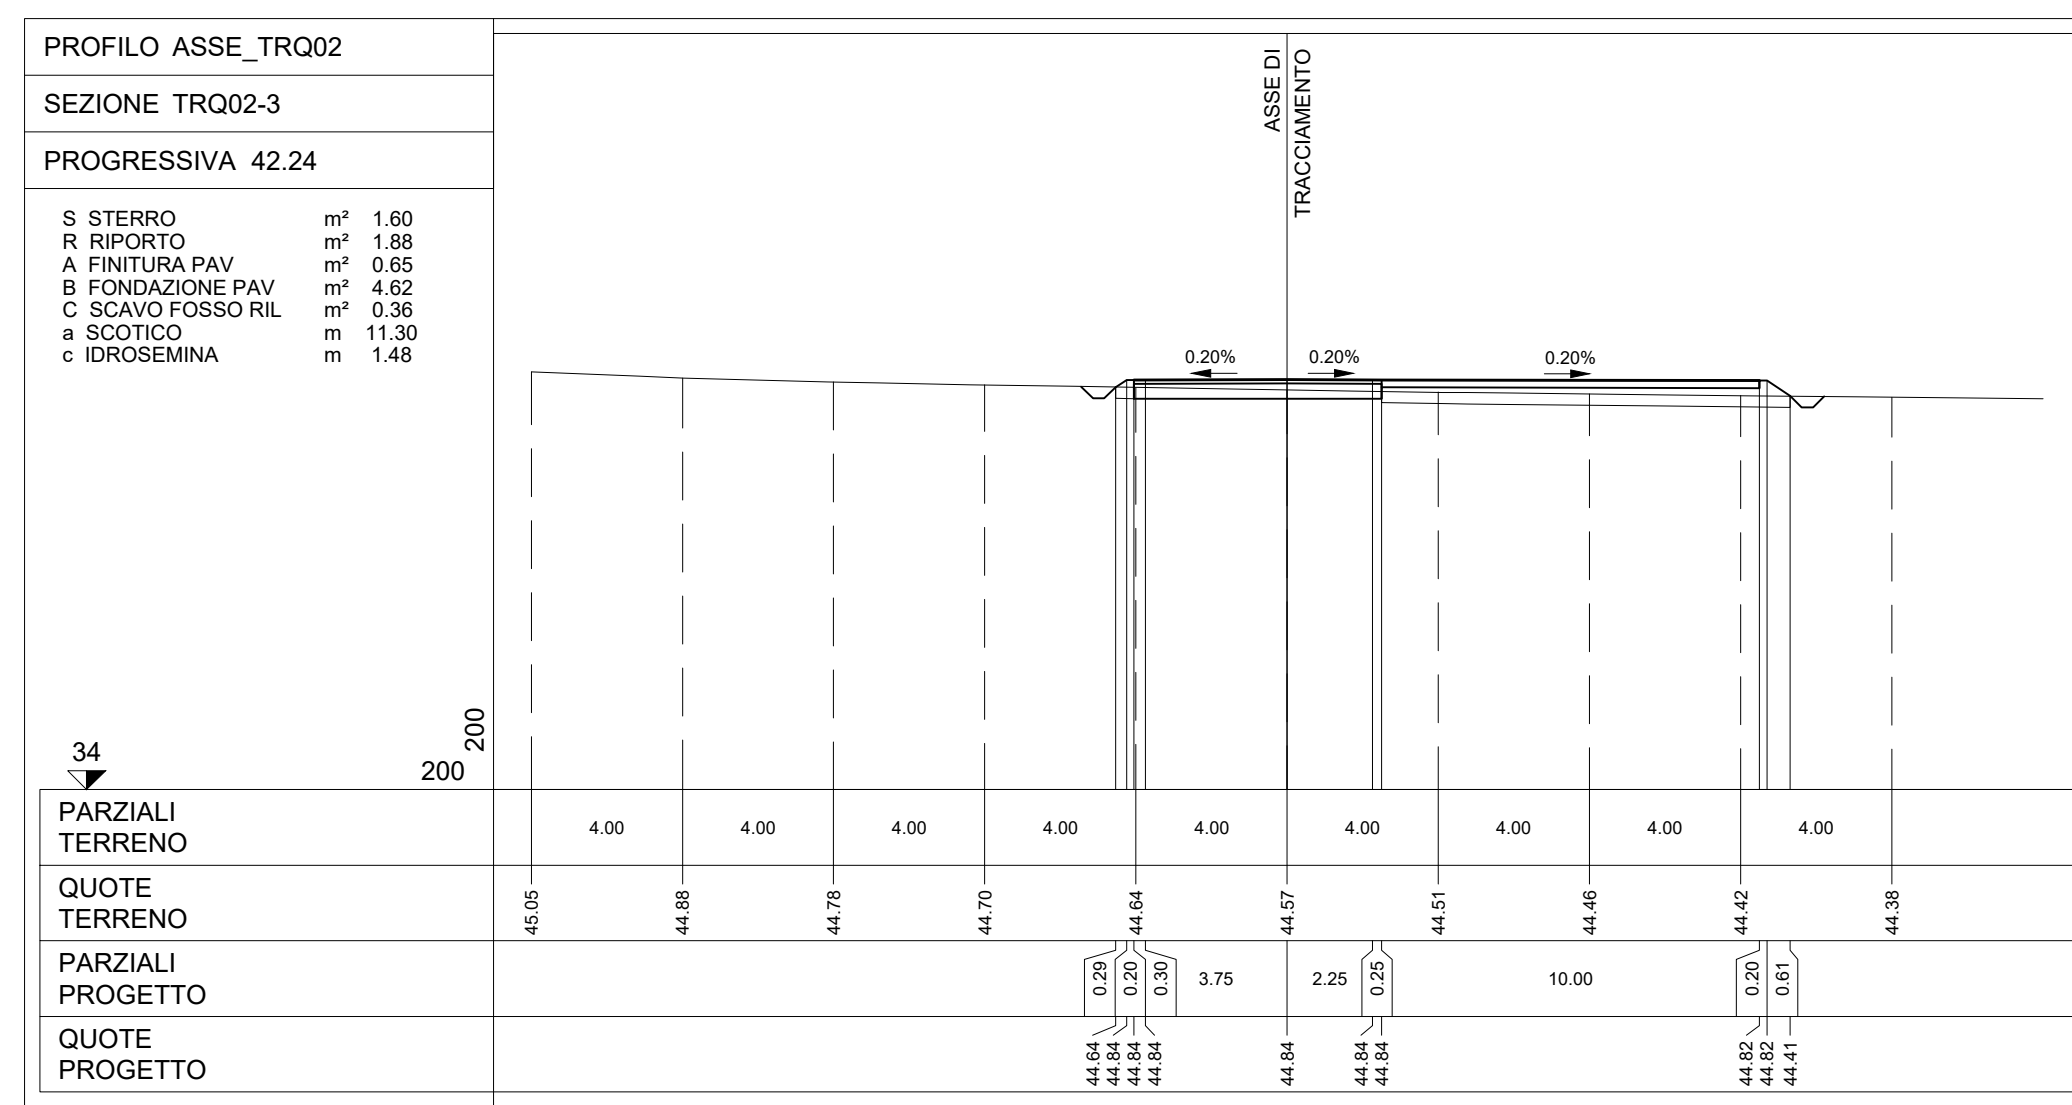 PROFILO ASSE_TRQ02
SEZIONE TRQ02-3
PROGRESSIVA 42.24
S STERRO m² 1.60
R RIPORTO m² 1.88
A FINITURA PAV m² 0.65
B FONDAZIONE PAV m² 4.62
C SCAVO FOSSO RIL m² 0.36
a SCOTICO m 11.30
c IDROSEMINA m 1.48
ASSE DI
TRACCIAMENTO
0.20% 0.20% 0.20%
34
200
200
PARZIALI
TERRENO
4.00 4.00 4.00 4.00 4.00 4.00 4.00 4.00 4.00
QUOTE
TERRENO
45.05 44.88 44.78 44.70 44.64 44.57 44.51 44.46 44.42 44.38
PARZIALI
PROGETTO
0.29 0.20 0.30 3.75 2.25 0.25 10.00 0.20 0.61
QUOTE
PROGETTO
44.64 44.84 44.84 44.84 44.84 44.84 44.84 44.82 44.82 44.41